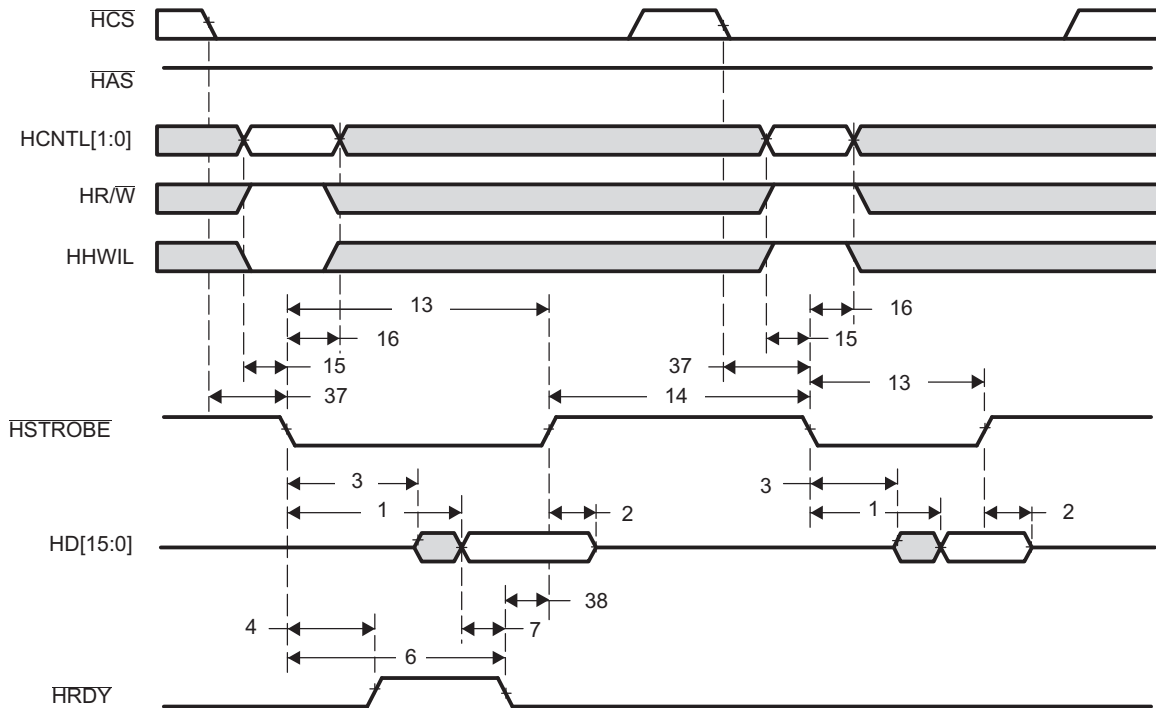 HCS
HAS
HCNTL[1:0]
HR/W
HHWIL
13
16
16
15
15
37
37
13
14
HSTROBE
3
3
1
1
2
2
HD[15:0]
38
4
7
6
HRDY